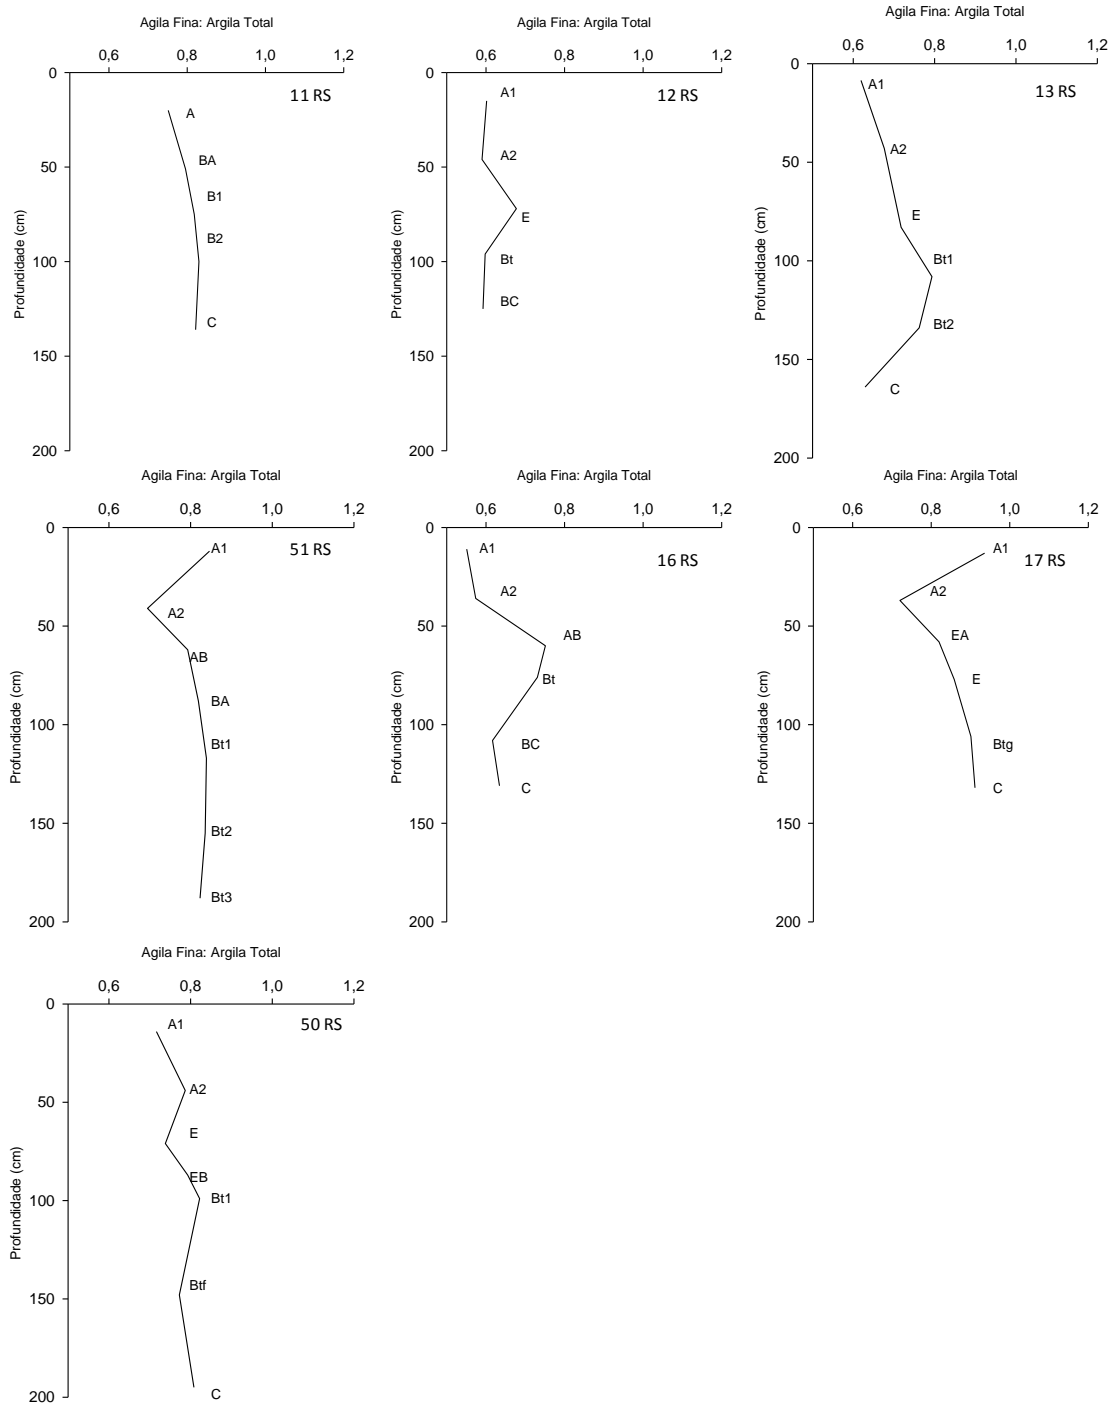 Agila Fina: Argila Total
0,6 0,8 1,0 1,2
0
11 RS
A
50
BA
B1
B2
100
C
150
200
Profundidade (cm)
Agila Fina: Argila Total
0,6 0,8 1,0 1,2
0
A1
12 RS
50
A2
E
Bt
100
BC
150
200
Profundidade (cm)
Agila Fina: Argila Total
0,6 0,8 1,0 1,2
0
A1
13 RS
A2
50
E
Bt1
100
Bt2
150
C
200
Profundidade (cm)
Agila Fina: Argila Total
0,6 0,8 1,0 1,2
0
A1
51 RS
A2
50
AB
BA
100
Bt1
150
Bt2
Bt3
200
Profundidade (cm)
Agila Fina: Argila Total
0,6 0,8 1,0 1,2
0
A1
16 RS
A2
50
AB
Bt
100
BC
C
150
200
Profundidade (cm)
Agila Fina: Argila Total
0,6 0,8 1,0 1,2
0
A1
17 RS
A2
50
EA
E
100
Btg
C
150
200
Profundidade (cm)
Agila Fina: Argila Total
0,6 0,8 1,0 1,2
0
A1
50 RS
A2
50
E
EB
100
Bt1
Btf
150
C
200
Profundidade (cm)